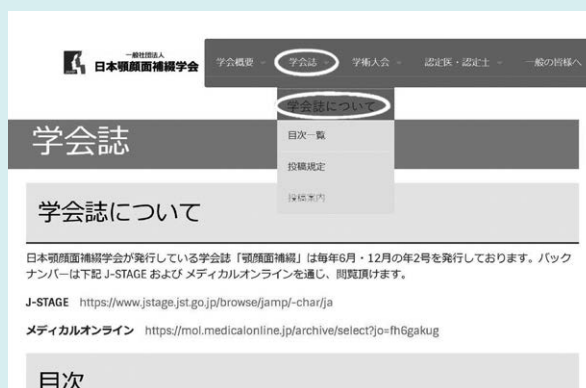 一般社団法人
日本顎顔面補綴学会
学会概要 学会誌 学術大会 認定医・認定士 一般の皆様へ
学会誌について
目次一覧
投稿規定
投稿案内
学会誌
学会誌について
日本顎顔面補綴学会が発行している学会誌「顎顔面補綴」は毎年6月・12月の年2号を発行しております。バック
ナンバーは下記 J-STAGE および メディカルオンラインを通じ、閲覧頂けます。
J-STAGE https://www.jstage.jst.go.jp/browse/jamp/-char/ja
メディカルオンライン https://mol.medicalonline.jp/archive/select?jo=fh6gakug
目次